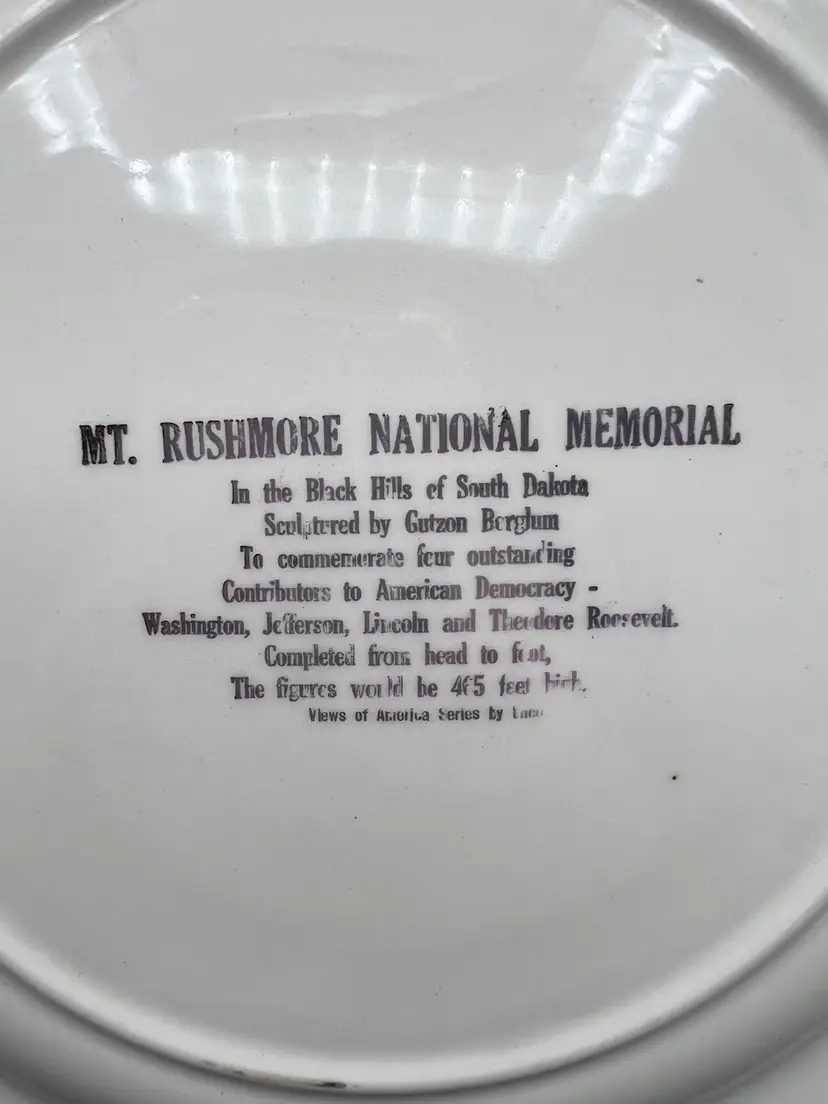 MT. RUSHMORE NATIONAL MEMORIAL
In the Black Hills of South Dakota
Sculptured by Gutzon Borglum
To commemorate four outstanding
Contributors to American Democracy -
Washington, Jefferson, Lincoln and Theodore Roosevelt.
Completed from head to foot,
The figures would be 465 feet high.
Views of America Series by